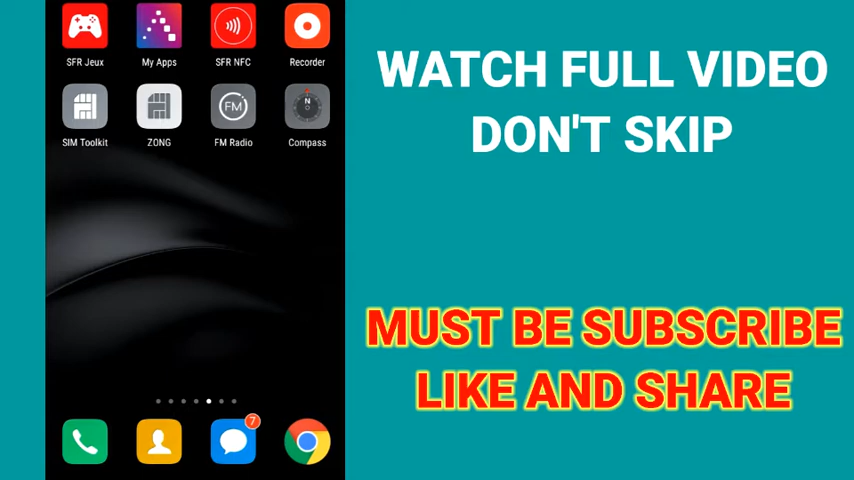 SFR Jeux
My Apps
SFR NFC
Recorder
N
FM
SIM Toolkit
ZONG
FM Radio
Compass
7
WATCH FULL VIDEO
DON'T SKIP
MUST BE SUBSCRIBE
LIKE AND SHARE